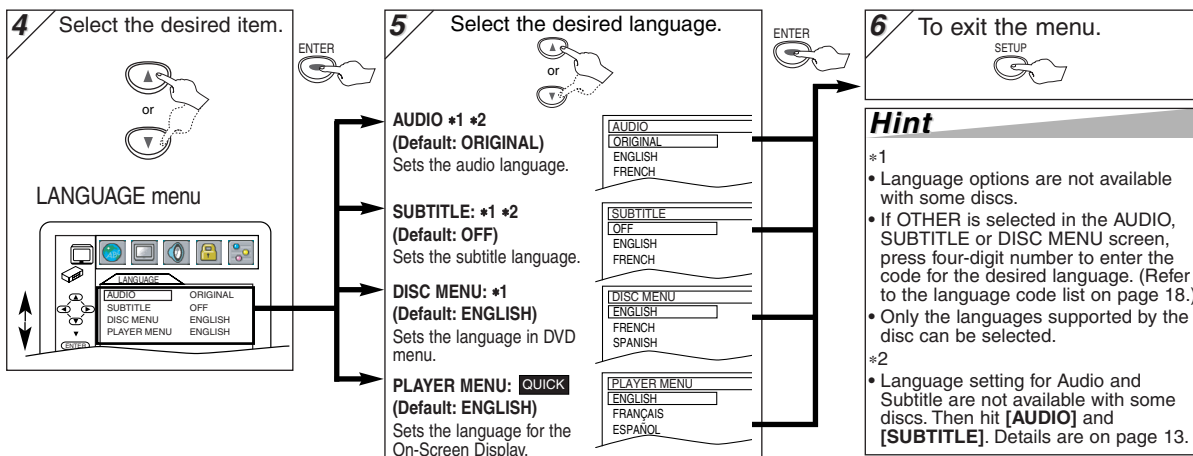 4 Select the desired item.
or
LANGUAGE menu
LANGUAGE
AUDIO ORIGINAL
SUBTITLE OFF
DISC MENU ENGLISH
PLAYER MENU ENGLISH
ENTER
ENTER
5 Select the desired language.
or
AUDIO *1 *2
(Default: ORIGINAL)
Sets the audio language.
AUDIO
ORIGINAL
ENGLISH
FRENCH
SUBTITLE: *1 *2
(Default: OFF)
Sets the subtitle language.
SUBTITLE
OFF
ENGLISH
FRENCH
DISC MENU: *1
(Default: ENGLISH)
Sets the language in DVD
menu.
DISC MENU
ENGLISH
FRENCH
SPANISH
PLAYER MENU: QUICK
(Default: ENGLISH)
Sets the language for the
On-Screen Display.
PLAYER MENU
ENGLISH
FRANÇAIS
ESPAÑOL
ENTER
6 To exit the menu.
SETUP
Hint
*1
• Language options are not available
with some discs.
• If OTHER is selected in the AUDIO,
SUBTITLE or DISC MENU screen,
press four-digit number to enter the
code for the desired language. (Refer
to the language code list on page 18.)
• Only the languages supported by the
disc can be selected.
*2
• Language setting for Audio and
Subtitle are not available with some
discs. Then hit [AUDIO] and
[SUBTITLE]. Details are on page 13.